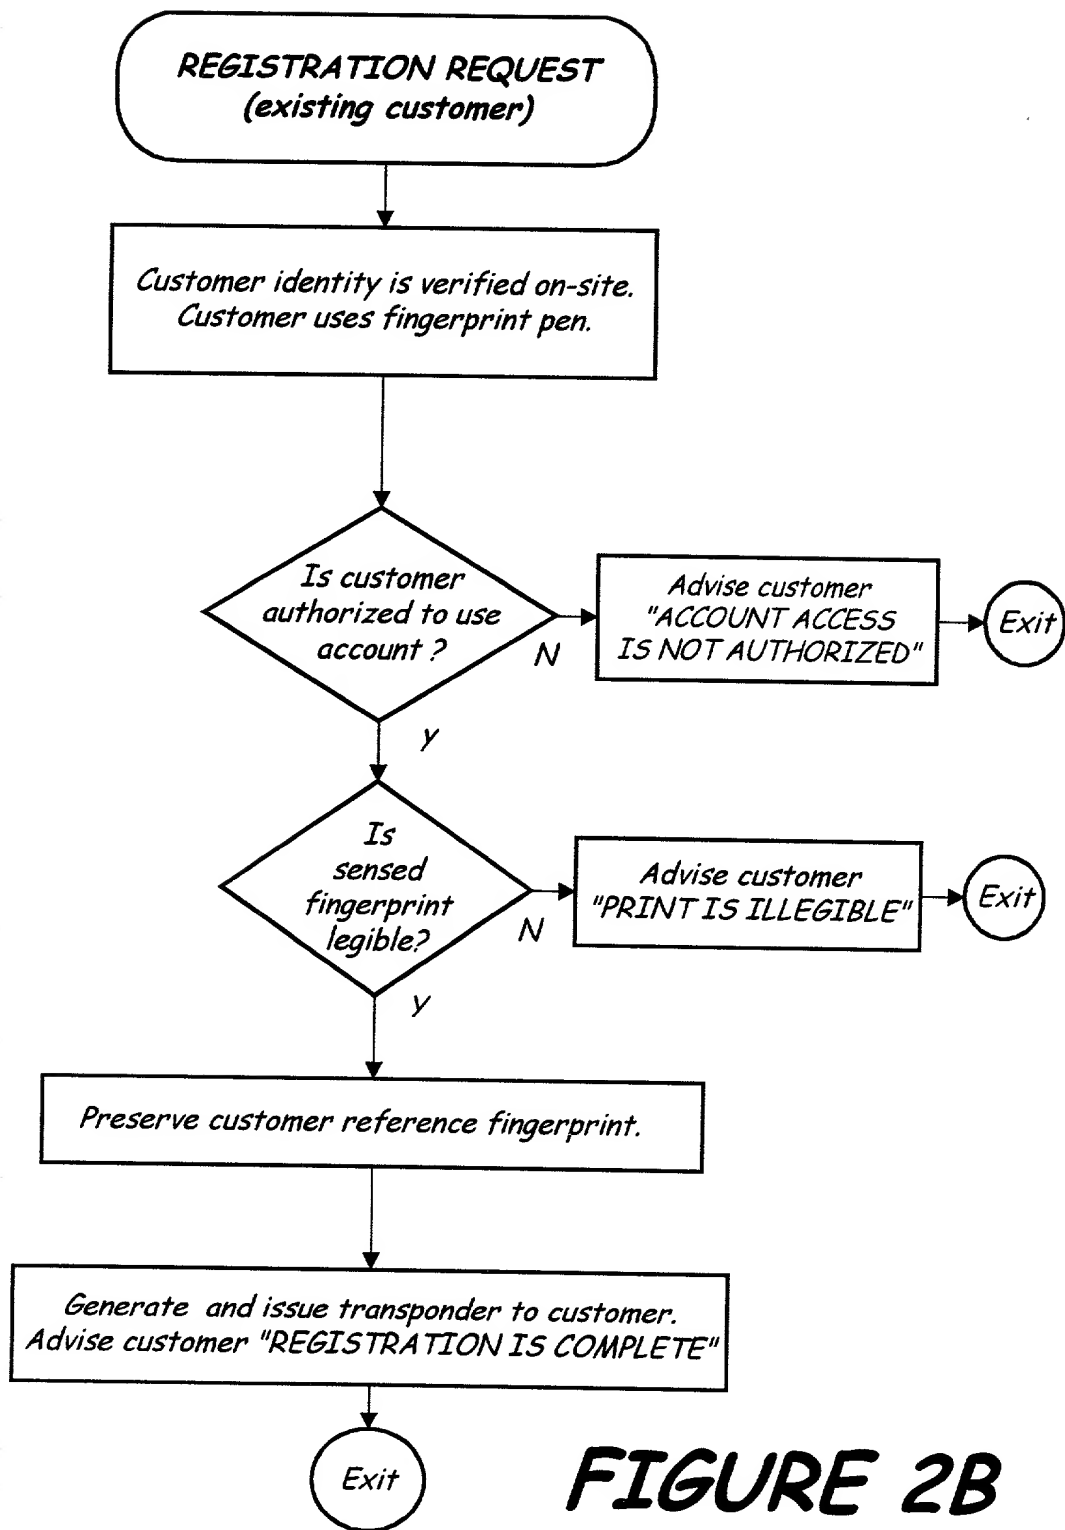 REGISTRATION REQUEST
(existing customer)
Customer identity is verified on-site.
Customer uses fingerprint pen.
Is customer
authorized to use
account ?
N
Advise customer
"ACCOUNT ACCESS
IS NOT AUTHORIZED"
Exit
Y
Is
sensed
fingerprint
legible?
N
Advise customer
"PRINT IS ILLEGIBLE"
Exit
Y
Preserve customer reference fingerprint.
Generate and issue transponder to customer.
Advise customer "REGISTRATION IS COMPLETE"
Exit
FIGURE 2B